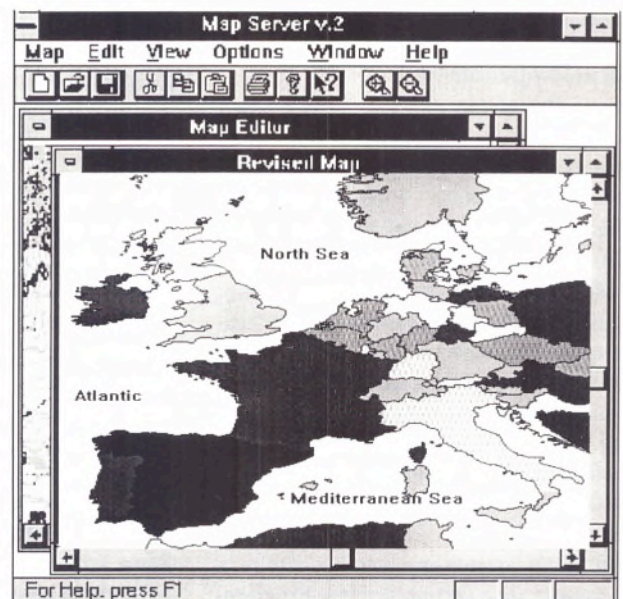 Map Server v.2
Map Edit View Options Window Help
Map Editor
Revised Map
North Sea
Atlantic
Mediterranean Sea
For Help, press F1